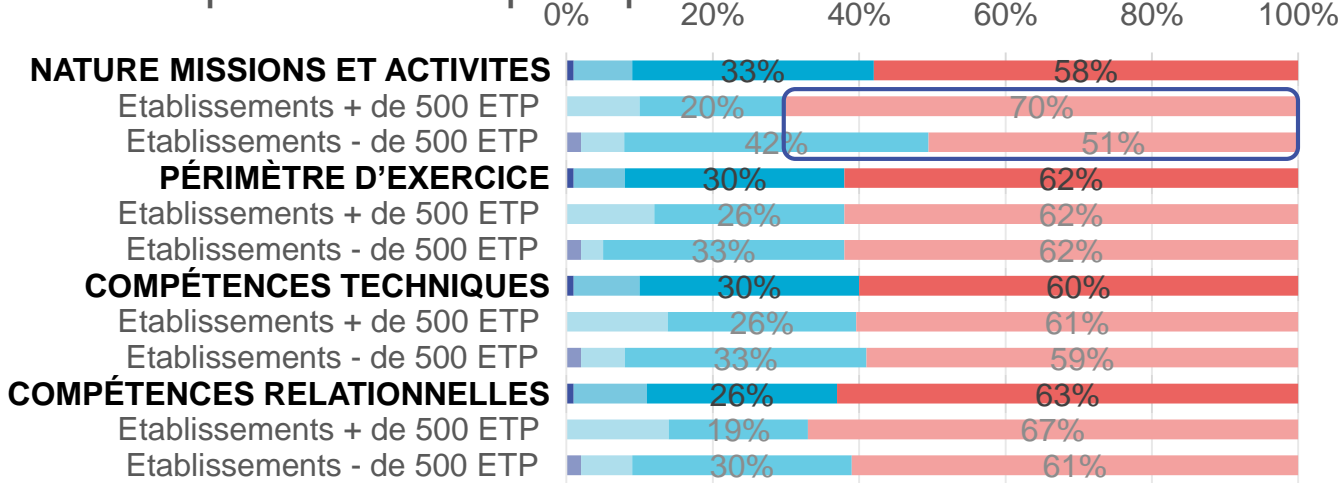 0% 20% 40% 60% 80% 100%
NATURE MISSIONS ET ACTIVITES 33% 58%
Etablissements + de 500 ETP 20% 70%
Etablissements - de 500 ETP 42% 51%
PÉRIMÈTRE D’EXERCICE 30% 62%
Etablissements + de 500 ETP 26% 62%
Etablissements - de 500 ETP 33% 62%
COMPÉTENCES TECHNIQUES 30% 60%
Etablissements + de 500 ETP 26% 61%
Etablissements - de 500 ETP 33% 59%
COMPÉTENCES RELATIONNELLES 26% 63%
Etablissements + de 500 ETP 19% 67%
Etablissements - de 500 ETP 30% 61%